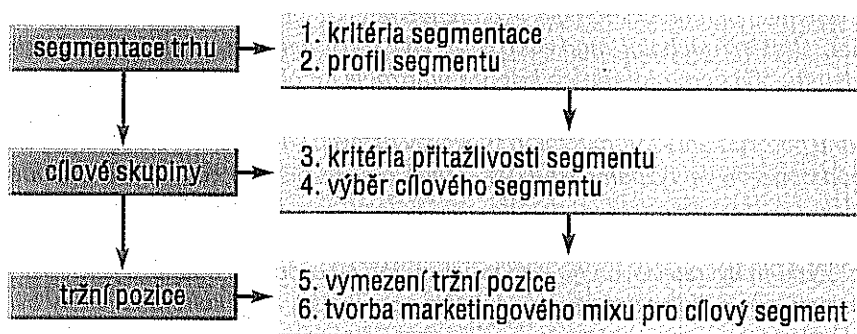 segmentace trhu
1. kritéria segmentace
2. profil segmentu
cílové skupiny
3. kritéria přitažlivosti segmentu
4. výběr cílového segmentu
tržní pozice
5. vymezení tržní pozice
6. tvorba marketingového mixu pro cílový segment